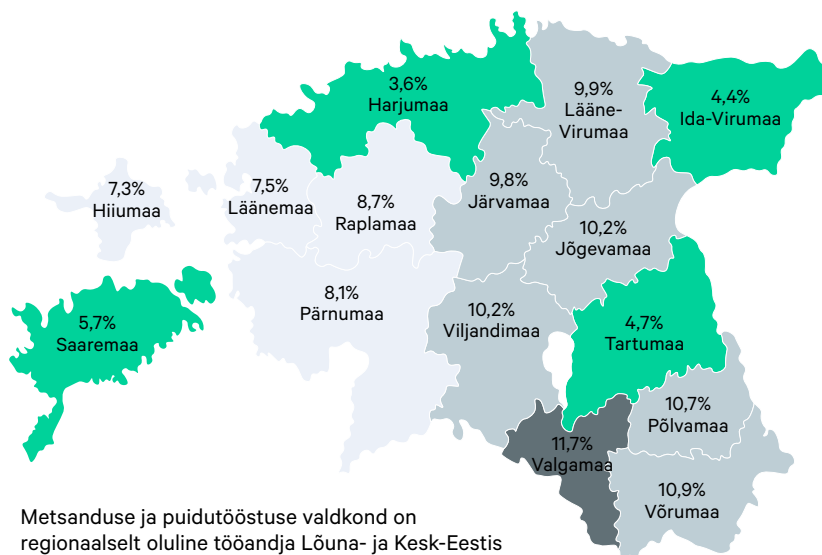 3,6%
Harjumaa
9,9%
Lääne-
Virumaa
4,4%
Ida-Virumaa
7,3%
Hiiumaa
7,5%
Läänemaa
8,7%
Raplamaa
9,8%
Järvamaa
10,2%
Jõgevamaa
8,1%
Pärnumaa
10,2%
Viljandimaa
5,7%
Saaremaa
4,7%
Tartumaa
10,7%
Põlvamaa
11,7%
Valgamaa
10,9%
Võrumaa
Metsanduse ja puidutööstuse valdkond on
regionaalselt oluline tööandja Lõuna- ja Kesk-Eestis